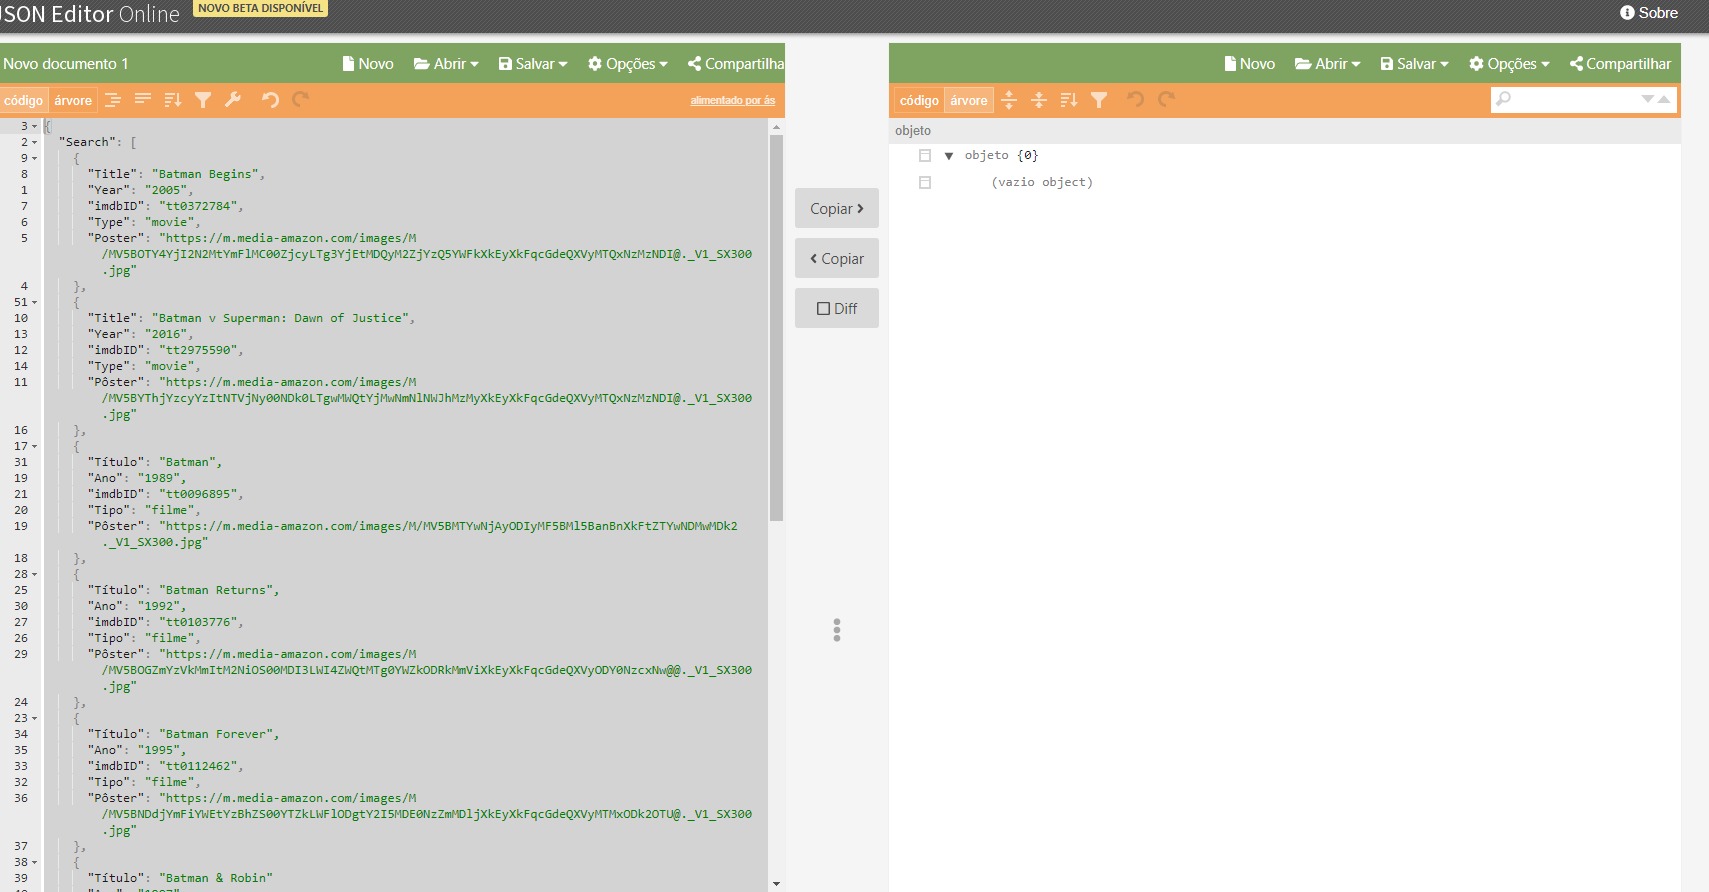 JSON Editor Online
NOVO BETA DISPONÍVEL
Sobre
Novo documento 1
Novo
Abrir
Salvar
Opções
Compartilha
código
árvore
alimentado por ás
3 {
2 "Search": [
9 {
8 "Title": "Batman Begins",
1 "Year": "2005",
7 "imdbID": "tt0372784",
6 "Type": "movie",
5 "Poster": "https://m.media-amazon.com/images/M
/MV5BOTY4YjI2N2MtYmFlMC00ZjcyLTg3YjEtMDQyM2ZjYzQ5YWFkXkEyXkFqcGdeQXVyMTQxNzMzNDI@._V1_SX300
.jpg"
4 },
51 {
10 "Title": "Batman v Superman: Dawn of Justice",
13 "Year": "2016",
12 "imdbID": "tt2975590",
14 "Type": "movie",
11 "Pôster": "https://m.media-amazon.com/images/M
/MV5BYThjYzcyYzItNTVjNy00NDk0LTgwMWQtYjMwNmNlNWJhMzMyXkEyXkFqcGdeQXVyMTQxNzMzNDI@._V1_SX300
.jpg"
16 },
17 {
31 "Título": "Batman",
19 "Ano": "1989",
21 "imdbID": "tt0096895",
20 "Tipo": "filme",
19 "Pôster": "https://m.media-amazon.com/images/M/MV5BMTYwNjAyODIyMF5BMl5BanBnXkFtZTYwNDMwMDk2
._V1_SX300.jpg"
18 },
28 {
25 "Título": "Batman Returns",
30 "Ano": "1992",
27 "imdbID": "tt0103776",
26 "Tipo": "filme",
29 "Pôster": "https://m.media-amazon.com/images/M
/MV5BOGZmYzVkMmItM2NiOS00MDI3LWI4ZWQtMTg0YWZkODRkMmViXkEyXkFqcGdeQXVyODY0NzcxNw@@._V1_SX300
.jpg"
24 },
23 {
34 "Título": "Batman Forever",
35 "Ano": "1995",
33 "imdbID": "tt0112462",
32 "Tipo": "filme",
36 "Pôster": "https://m.media-amazon.com/images/M
/MV5BNDdjYmFiYWEtYzBhZS00YTZkLWFlODgtY2I5MDE0NzZmMDljXkEyXkFqcGdeQXVyMTMxODk2OTU@._V1_SX300
.jpg"
37 },
38 {
39 "Título": "Batman & Robin"
Copiar
Copiar
Diff
Novo
Abrir
Salvar
Opções
Compartilhar
código
árvore
objeto
objeto {0}
(vazio object)